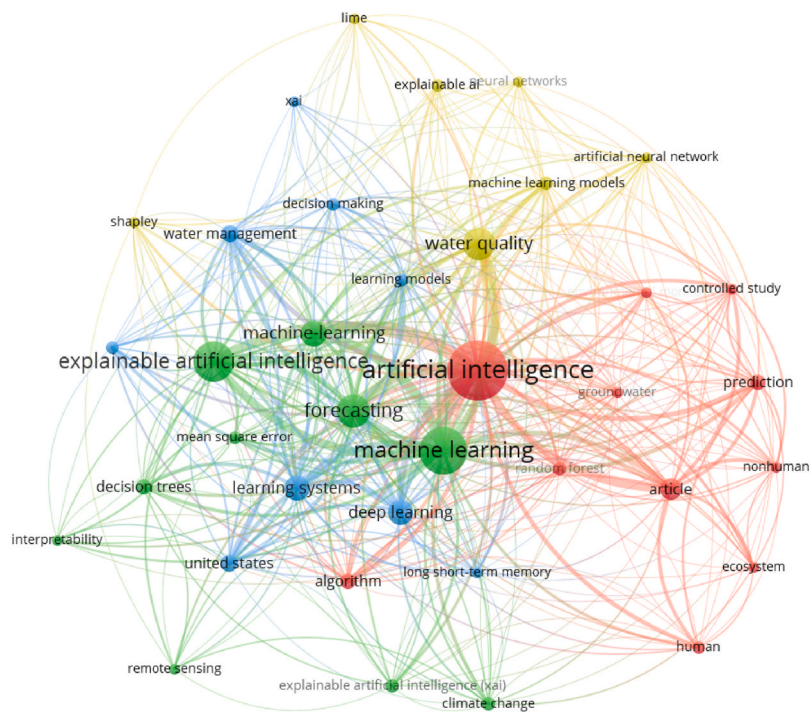 lime
explainable ai
neural networks
xai
artificial neural network
machine learning models
decision making
shapley
water management
water quality
learning models
controlled study
machine-learning
explainable artificial intelligence
artificial intelligence
prediction
groundwater
forecasting
mean square error
machine learning
random forest
nonhuman
decision trees
learning systems
article
deep learning
interpretability
united states
algorithm
long short-term memory
ecosystem
human
remote sensing
explainable artificial intelligence (xai)
climate change